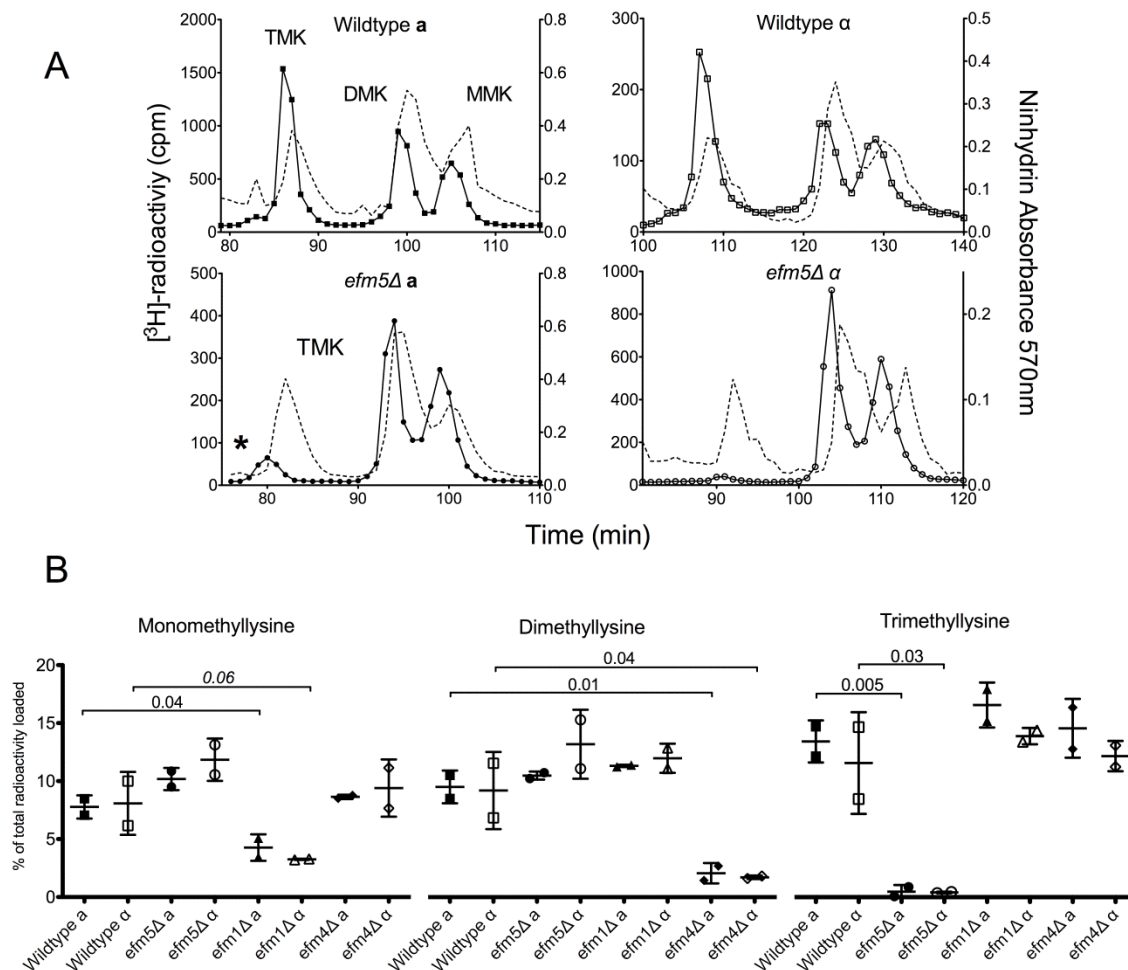 A
Wildtype a
TMK
DMK
MMK
2000
1500
1000
500
0
0.8
0.6
0.4
0.2
0.0
80
90
100
110
Wildtype α
300
200
100
0
0.5
0.4
0.3
0.2
0.1
0.0
100
110
120
130
140
[³H]-radioactiviy (cpm)
Ninhydrin Absorbance 570nm
efm5Δ a
TMK
*
500
400
300
200
100
0
0.8
0.6
0.4
0.2
0.0
80
90
100
110
efm5Δ α
1000
800
600
400
200
0
0.2
0.1
0.0
90
100
110
120
Time (min)
B
Monomethyllysine
Dimethyllysine
Trimethyllysine
% of total radioactivity loaded
20
15
10
5
0
0.06
0.04
0.04
0.01
0.03
0.005
Wildtype a
Wildtype α
efm5Δ a
efm5Δ α
efm1Δ a
efm1Δ α
efm4Δ a
efm4Δ α
Wildtype a
Wildtype α
efm5Δ a
efm5Δ α
efm1Δ a
efm1Δ α
efm4Δ a
efm4Δ α
Wildtype a
Wildtype α
efm5Δ a
efm5Δ α
efm1Δ a
efm1Δ α
efm4Δ a
efm4Δ α